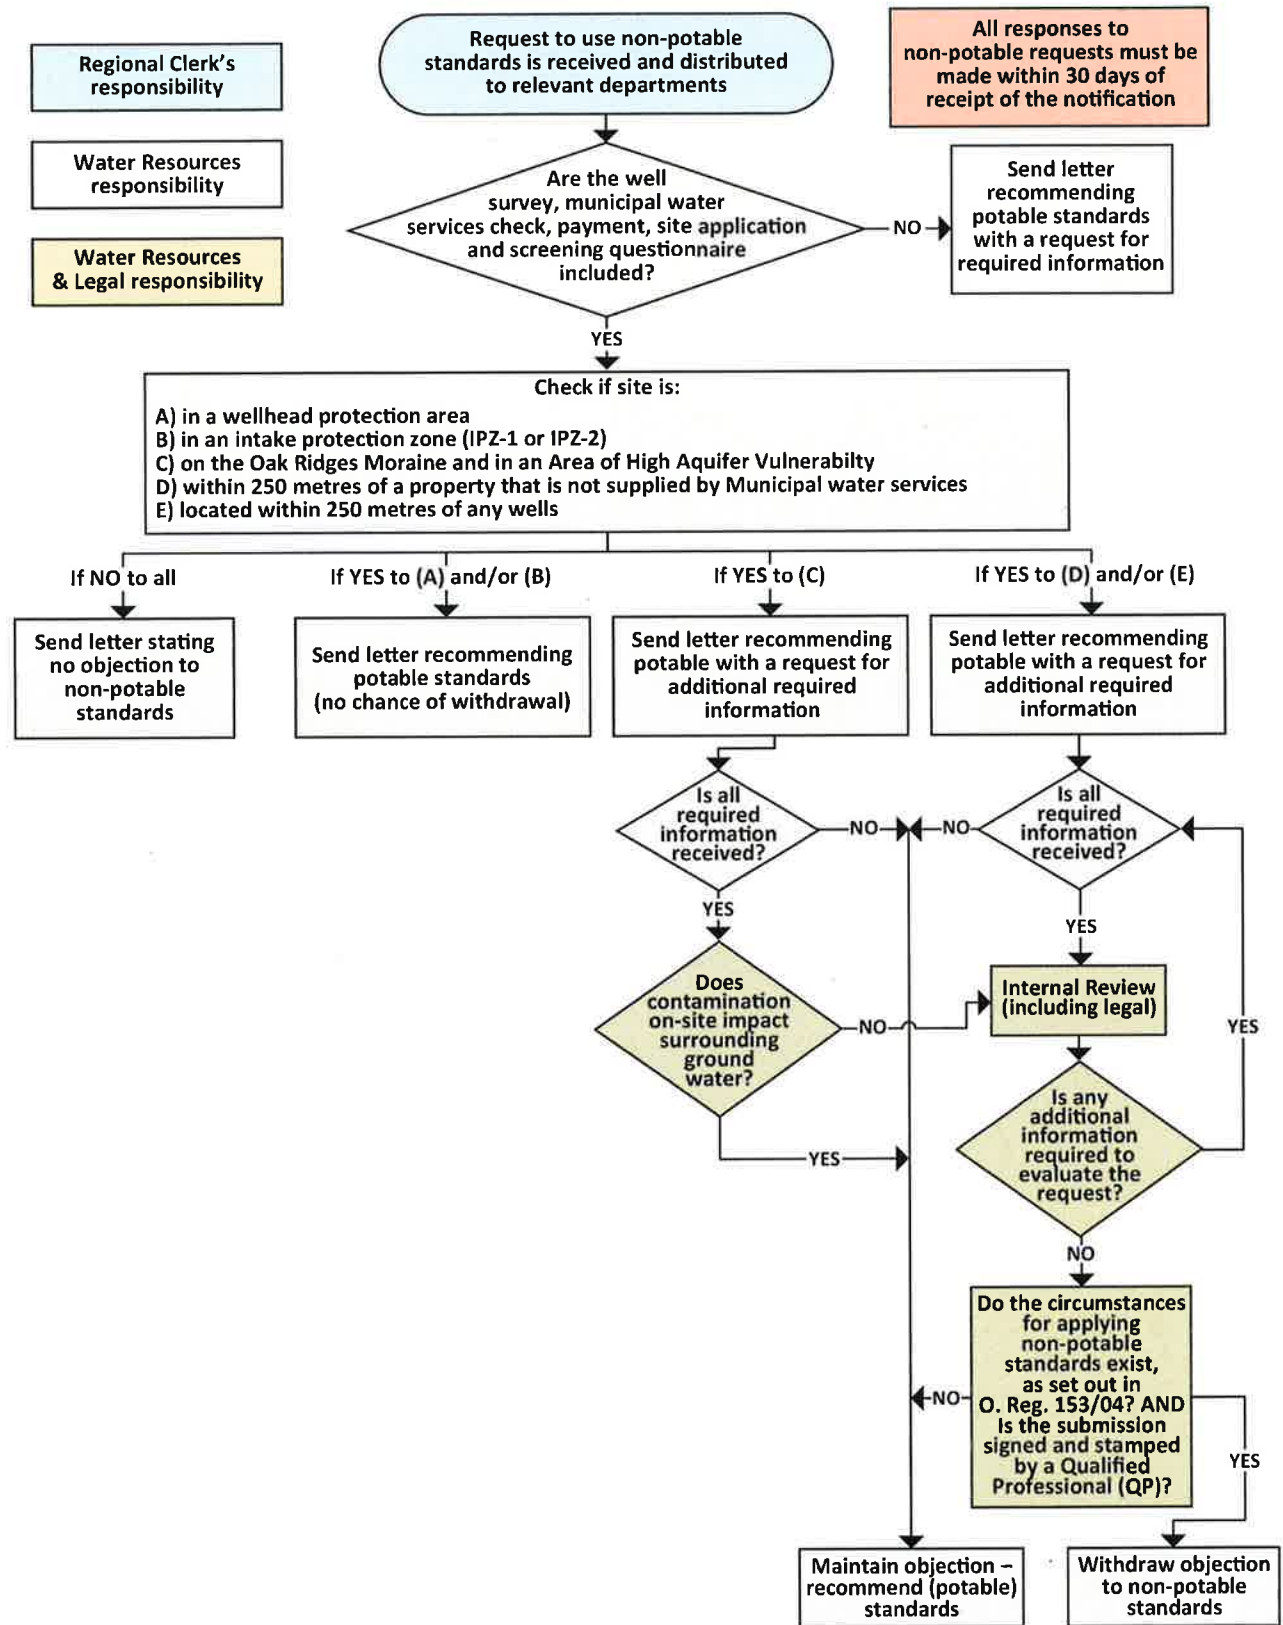 Regional Clerk's
responsibility
Request to use non-potable
standards is received and distributed
to relevant departments
All responses to
non-potable requests must be
made within 30 days of
receipt of the notification
Water Resources
responsibility
Water Resources
& Legal responsibility
Are the well
survey, municipal water
services check, payment, site application
and screening questionnaire
included?
NO
Send letter
recommending
potable standards
with a request for
required information
YES
Check if site is:
A) in a wellhead protection area
B) in an intake protection zone (IPZ-1 or IPZ-2)
C) on the Oak Ridges Moraine and in an Area of High Aquifer Vulnerabilty
D) within 250 metres of a property that is not supplied by Municipal water services
E) located within 250 metres of any wells
If NO to all
If YES to (A) and/or (B)
If YES to (C)
If YES to (D) and/or (E)
Send letter stating
no objection to
non-potable
standards
Send letter recommending
potable standards
(no chance of withdrawal)
Send letter recommending
potable with a request for
additional required
information
Send letter recommending
potable with a request for
additional required
information
Is all
required
information
received?
NO
NO
Is all
required
information
received?
YES
YES
Does
contamination
on-site impact
surrounding
ground
water?
NO
Internal Review
(including legal)
YES
Is any
additional
information
required to
evaluate the
request?
YES
NO
Do the circumstances
for applying
non-potable
standards exist,
as set out in
O. Reg. 153/04? AND
Is the submission
signed and stamped
by a Qualified
Professional (QP)?
NO
YES
Maintain objection –
recommend (potable)
standards
Withdraw objection
to non-potable
standards